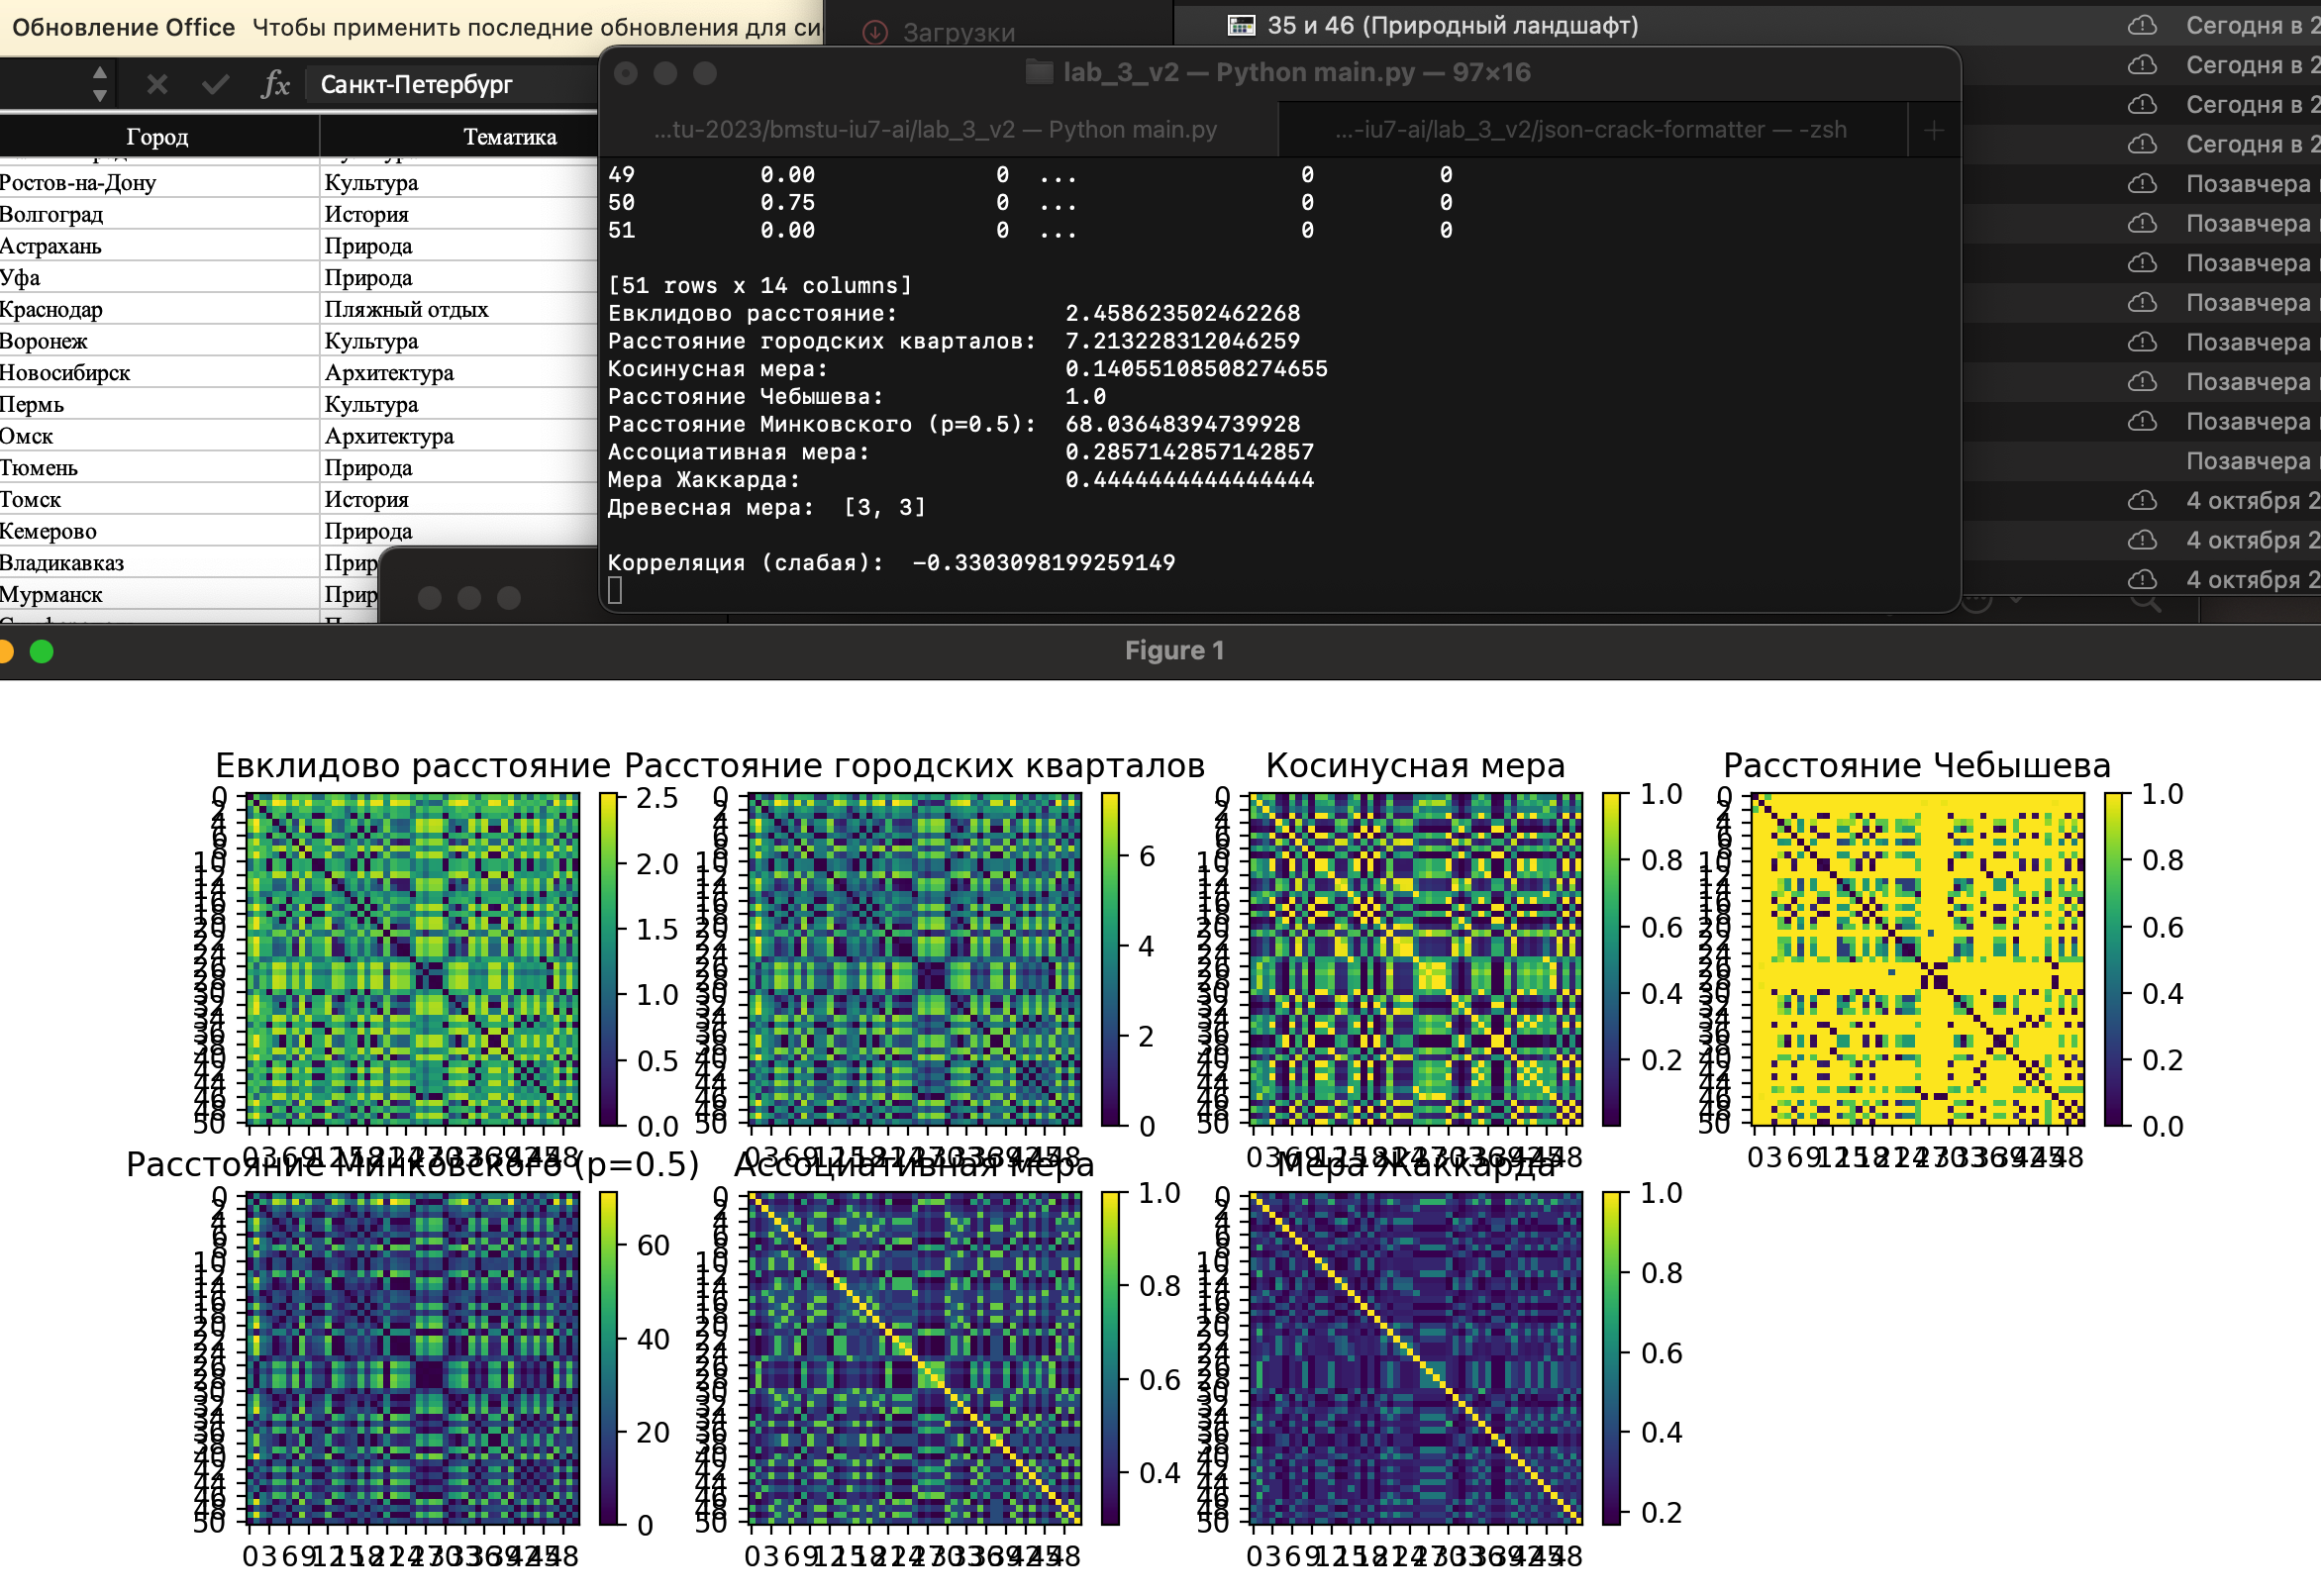 Обновление Office Чтобы применить последние обновления для си
Загрузки
35 и 46 (Природный ландшафт)
Сегодня в 2
Сегодня в 2
Сегодня в 2
Сегодня в 2
Позавчера
Позавчера
Позавчера
Позавчера
Позавчера
Позавчера
Позавчера
Позавчера
4 октября 2
4 октября 2
4 октября 2
fx Санкт-Петербург
Город Тематика
Ростов-на-Дону Культура
Волгоград История
Астрахань Природа
Уфа Природа
Краснодар Пляжный отдых
Воронеж Культура
Новосибирск Архитектура
Пермь Культура
Омск Архитектура
Тюмень Природа
Томск История
Кемерово Природа
Владикавказ Прир
Мурманск Прир
lab_3_v2 — Python main.py — 97×16
...tu-2023/bmstu-iu7-ai/lab_3_v2 — Python main.py ...-iu7-ai/lab_3_v2/json-crack-formatter — -zsh
49 0.00 0 ... 0 0
50 0.75 0 ... 0 0
51 0.00 0 ... 0 0
[51 rows x 14 columns]
Евклидово расстояние: 2.458623502462268
Расстояние городских кварталов: 7.213228312046259
Косинусная мера: 0.14055108508274655
Расстояние Чебышева: 1.0
Расстояние Минковского (p=0.5): 68.03648394739928
Ассоциативная мера: 0.2857142857142857
Мера Жаккарда: 0.4444444444444444
Древесная мера: [3, 3]
Корреляция (слабая): -0.3303098199259149
Figure 1
Евклидово расстояние
2.5
2.0
1.5
1.0
0.5
0.0
Расстояние городских кварталов
6
4
2
0
Косинусная мера
1.0
0.8
0.6
0.4
0.2
Расстояние Чебышева
1.0
0.8
0.6
0.4
0.2
0.0
Расстояние Минковского (p=0.5)
60
40
20
0
Ассоциативная мера
1.0
0.8
0.6
0.4
Мера Жаккарда
1.0
0.8
0.6
0.4
0.2